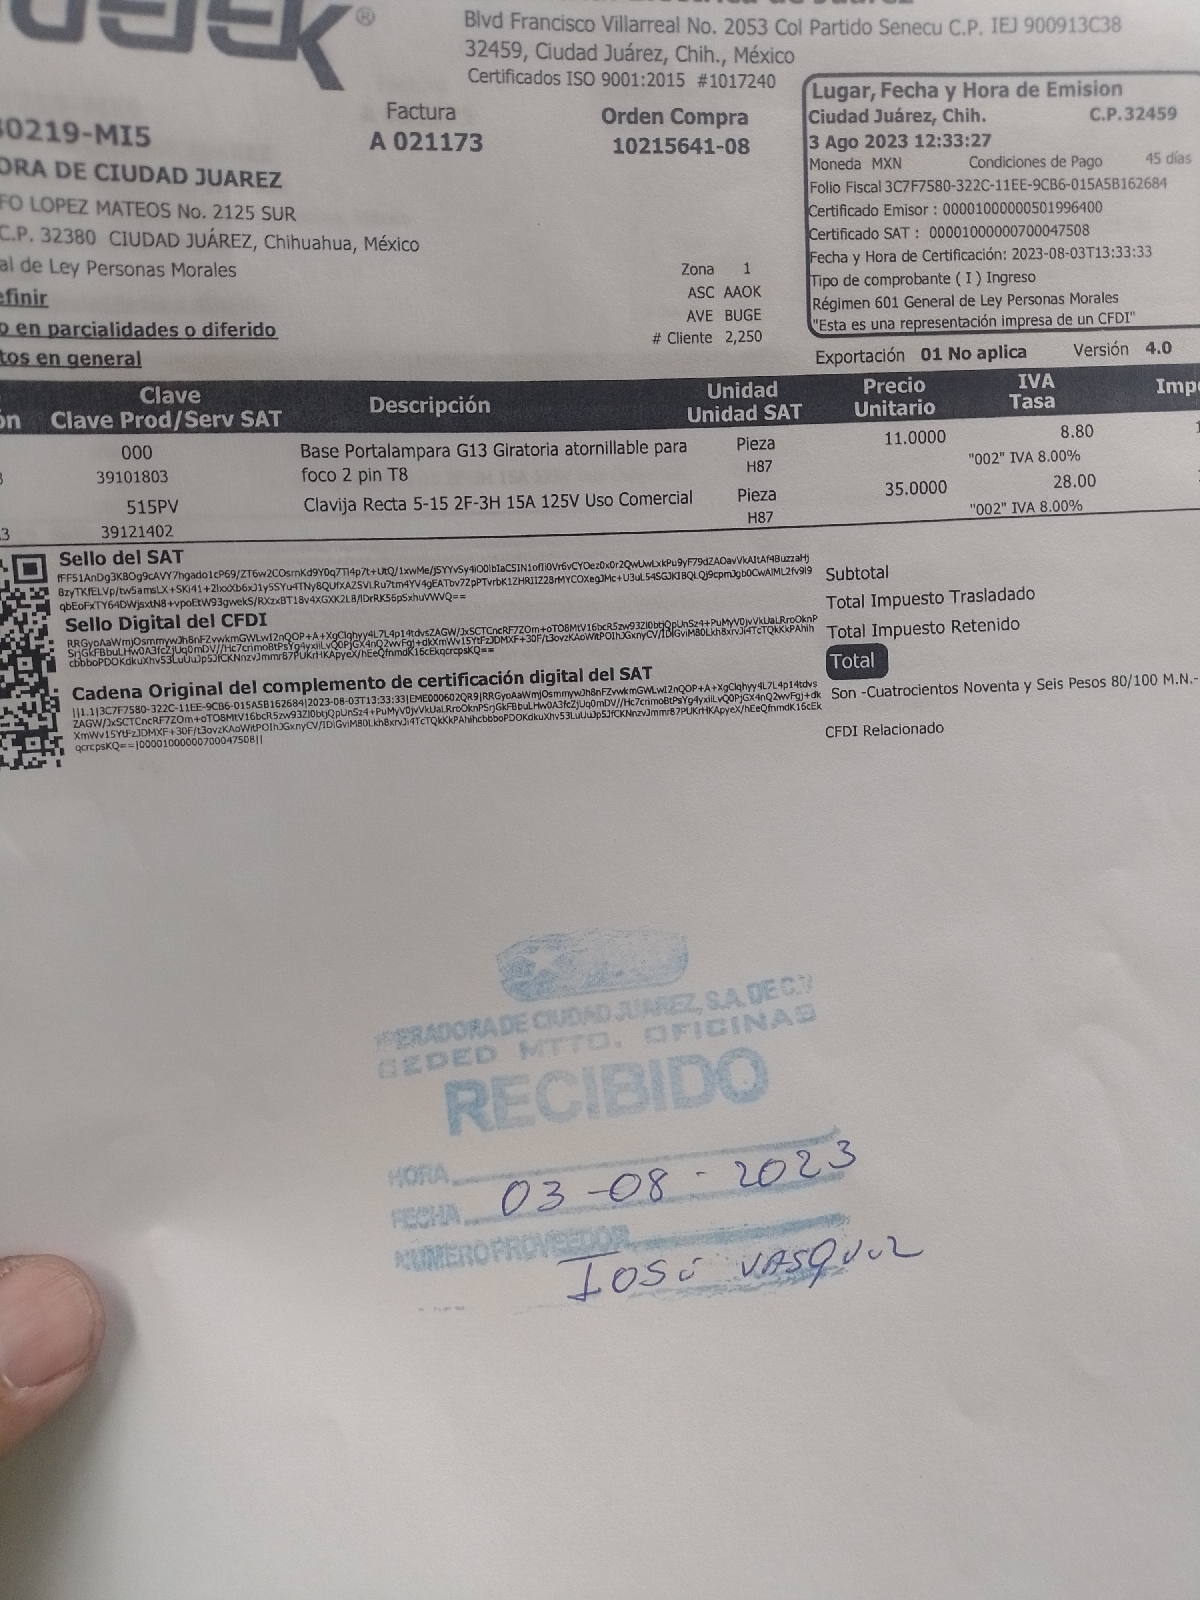 Blvd Francisco Villarreal No. 2053 Col Partido Senecu C.P. IEJ 900913C38
32459, Ciudad Juárez, Chih., México
Certificados ISO 9001:2015 #1017240
Factura
A 021173
Orden Compra
10215641-08
Lugar, Fecha y Hora de Emision
Ciudad Juárez, Chih. C.P.32459
3 Ago 2023 12:33:27
Moneda MXN Condiciones de Pago 45 días
Folio Fiscal 3C7F7580-322C-11EE-9CB6-015A5B162684
Certificado Emisor : 00001000000501996400
Certificado SAT : 00001000000700047508
Fecha y Hora de Certificación: 2023-08-03T13:33:33
Tipo de comprobante ( I ) Ingreso
Régimen 601 General de Ley Personas Morales
"Esta es una representación impresa de un CFDI"
Exportación 01 No aplica Versión 4.0
0219-MI5
ORA DE CIUDAD JUAREZ
FO LOPEZ MATEOS No. 2125 SUR
C.P. 32380 CIUDAD JUÁREZ, Chihuahua, México
al de Ley Personas Morales
efinir
o en parcialidades o diferido
tos en general
Zona 1
ASC AAOK
AVE BUGE
# Cliente 2,250
Clave Unidad Precio IVA
ón Clave Prod/Serv SAT Descripción Unidad SAT Unitario Tasa Imp
000 Base Portalampara G13 Giratoria atornillable para Pieza 11.0000 8.80
39101803 foco 2 pin T8 H87 "002" IVA 8.00%
515PV Clavija Recta 5-15 2F-3H 15A 125V Uso Comercial Pieza 35.0000 28.00
39121402 H87 "002" IVA 8.00%
Sello del SAT
Sello Digital del CFDI
Cadena Original del complemento de certificación digital del SAT
qcrcpsKQ==|00001000000700047508||
Subtotal
Total Impuesto Trasladado
Total Impuesto Retenido
Total
Son -Cuatrocientos Noventa y Seis Pesos 80/100 M.N.-
CFDI Relacionado
ERADORA DE CIUDAD JUAREZ, S.A. DE C.V
CEDED MTTO. OFICINAS
RECIBIDO
HORA
FECHA 03-08-2023
NUMERO PROVEEDOR
José VASQUEZ